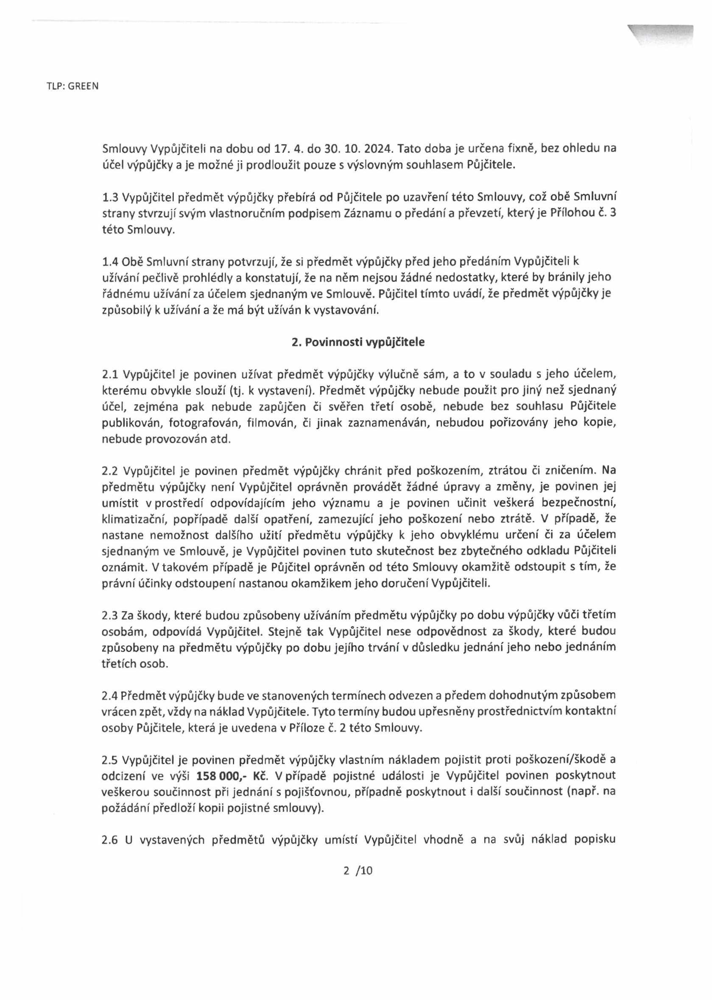 TLP: GREEN
Smlouvy Vypůjčiteli na dobu od 17. 4. do 30. 10. 2024. Tato doba je určena fixně, bez ohledu na
účel výpůjčky a je možné ji prodloužit pouze s výslovným souhlasem Půjčitele.
1.3 Vypůjčitel předmět výpůjčky přebírá od Půjčitele po uzavření této Smlouvy, což obě Smluvní
strany stvrzují svým vlastnoručním podpisem Záznamu o předání a převzetí, který je Přílohou č. 3
této Smlouvy.
1.4 Obě Smluvní strany potvrzují, že si předmět výpůjčky před jeho předáním Vypůjčiteli k
užívání pečlivě prohlédly a konstatují, že na něm nejsou žádné nedostatky, které by bránily jeho
řádnému užívání za účelem sjednaným ve Smlouvě. Půjčitel tímto uvádí, že předmět výpůjčky je
způsobilý k užívání a že má být užíván k vystavování.
2. Povinnosti vypůjčitele
2.1 Vypůjčitel je povinen užívat předmět výpůjčky výlučně sám, a to v souladu s jeho účelem,
kterému obvykle slouží (tj. k vystavení). Předmět výpůjčky nebude použit pro jiný než sjednaný
účel, zejména pak nebude zapůjčen či svěřen třetí osobě, nebude bez souhlasu Půjčitele
publikován, fotografován, filmován, či jinak zaznamenáván, nebudou pořizovány jeho kopie,
nebude provozován atd.
2.2 Vypůjčitel je povinen předmět výpůjčky chránit před poškozením, ztrátou či zničením. Na
předmětu výpůjčky není Vypůjčitel oprávněn provádět žádné úpravy a změny, je povinen jej
umístit v prostředí odpovídajícím jeho významu a je povinen učinit veškerá bezpečnostní,
klimatizační, popřípadě další opatření, zamezující jeho poškození nebo ztrátě. V případě, že
nastane nemožnost dalšího užití předmětu výpůjčky k jeho obvyklému určení či za účelem
sjednaným ve Smlouvě, je Vypůjčitel povinen tuto skutečnost bez zbytečného odkladu Půjčiteli
oznámit. V takovém případě je Půjčitel oprávněn od této Smlouvy okamžitě odstoupit s tím, že
právní účinky odstoupení nastanou okamžikem jeho doručení Vypůjčiteli.
2.3 Za škody, které budou způsobeny užíváním předmětu výpůjčky po dobu výpůjčky vůči třetím
osobám, odpovídá Vypůjčitel. Stejně tak Vypůjčitel nese odpovědnost za škody, které budou
způsobeny na předmětu výpůjčky po dobu jejího trvání v důsledku jednání jeho nebo jednáním
třetích osob.
2.4 Předmět výpůjčky bude ve stanovených termínech odvezen a předem dohodnutým způsobem
vrácen zpět, vždy na náklad Vypůjčitele. Tyto termíny budou upřesněny prostřednictvím kontaktní
osoby Půjčitele, která je uvedena v Příloze č. 2 této Smlouvy.
2.5 Vypůjčitel je povinen předmět výpůjčky vlastním nákladem pojistit proti poškození/škodě a
odcizení ve výši 158 000,- Kč. V případě pojistné události je Vypůjčitel povinen poskytnout
veškerou součinnost při jednání s pojišťovnou, případně poskytnout i další součinnost (např. na
požádání předloží kopii pojistné smlouvy).
2.6 U vystavených předmětů výpůjčky umístí Vypůjčitel vhodně a na svůj náklad popisku
2 /10